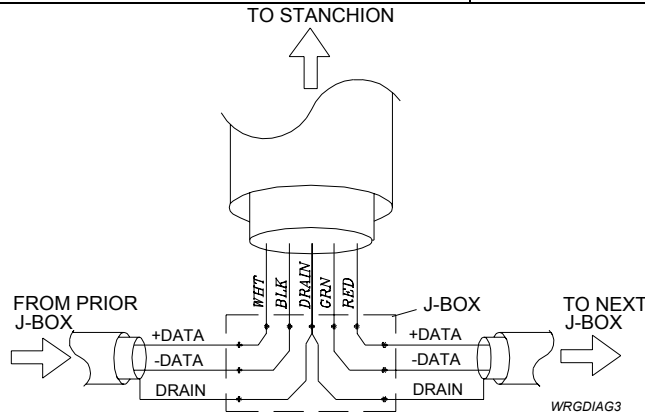 TO STANCHION
WHT
BLK
DRAIN
GRN
RED
FROM PRIOR
J-BOX
J-BOX
TO NEXT
J-BOX
+DATA
+DATA
-DATA
-DATA
DRAIN
DRAIN
WRGDIAG3